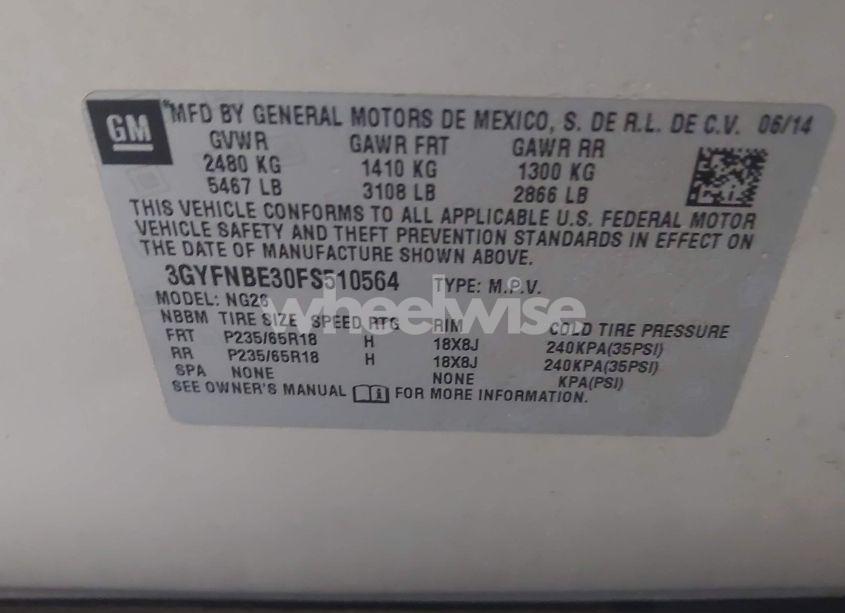 GM
*MFD BY GENERAL MOTORS DE MEXICO, S. DE R.L. DE C.V. 06/14
GVWR GAWR FRT GAWR RR
2480 KG 1410 KG 1300 KG
5467 LB 3108 LB 2866 LB
THIS VEHICLE CONFORMS TO ALL APPLICABLE U.S. FEDERAL MOTOR
VEHICLE SAFETY AND THEFT PREVENTION STANDARDS IN EFFECT ON
THE DATE OF MANUFACTURE SHOWN ABOVE.
3GYFNBE30FS510564 TYPE: M.P.V.
MODEL: NG26
wheelwise
NBBM TIRE SIZE SPEED RTG RIM COLD TIRE PRESSURE
FRT P235/65R18 H 18X8J 240KPA(35PSI)
RR P235/65R18 H 18X8J 240KPA(35PSI)
SPA NONE NONE KPA(PSI)
SEE OWNER'S MANUAL FOR MORE INFORMATION.